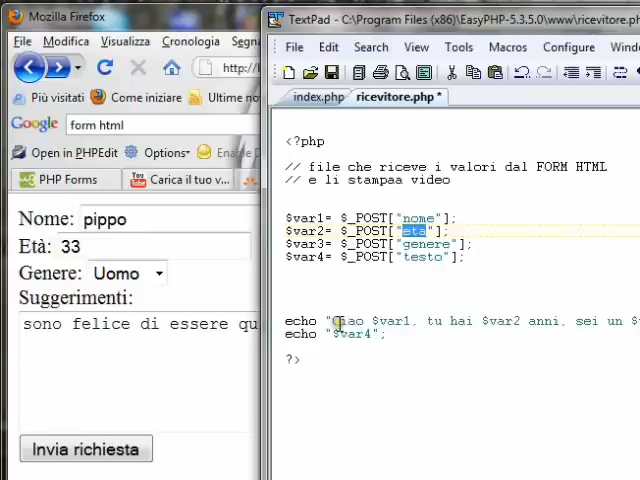 Mozilla Firefox
File Modifica Visualizza Cronologia
http://l
Più visitati Come iniziare Ultime
Google form html
Open in PHPEdit Options Enable
PHP Forms Carica il tuo v...
Nome: pippo
Età: 33
Genere: Uomo
Suggerimenti:
sono felice di essere qu
Invia richiesta
TextPad - C:\Program Files (x86)\EasyPHP-5.3.5.0\www\ricevitore.ph
File Edit Search View Tools Macros Configure Window
index.php ricevitore.php *
<?php
// file che riceve i valori dal FORM HTML
// e li stampaa video
$var1= $_POST["nome"];
$var2= $_POST["eta"];
$var3= $_POST["genere"];
$var4= $_POST["testo"];
echo "Ciao $var1, tu hai $var2 anni, sei un
echo "$var4";
?>